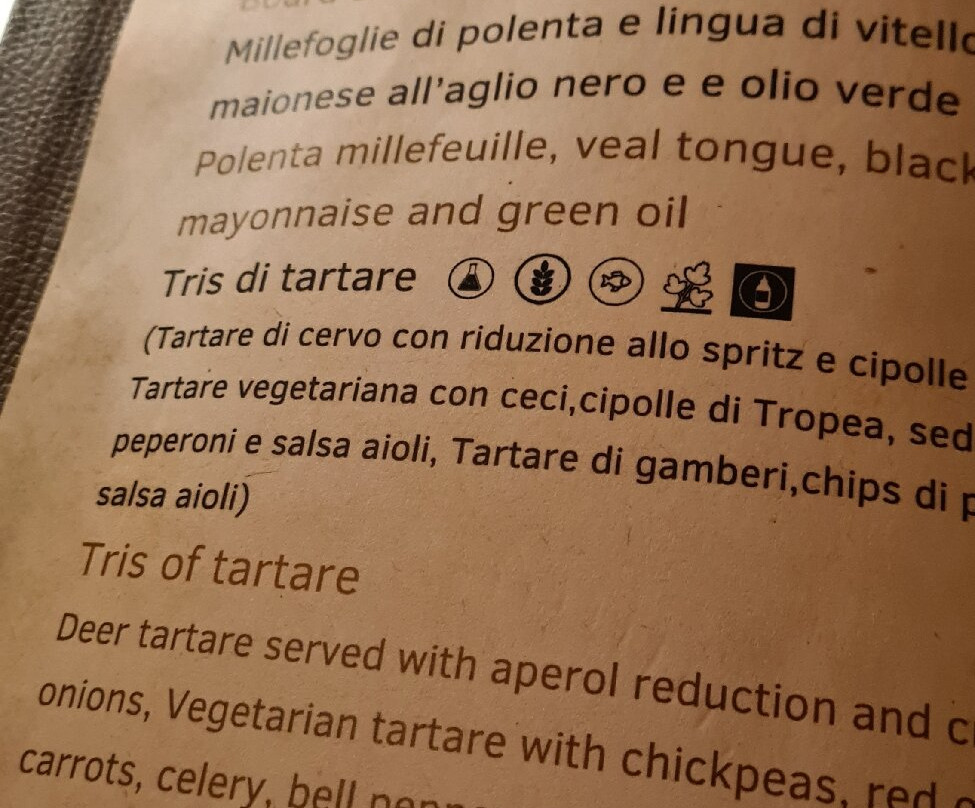 Millefoglie di polenta e lingua di vitello
maionese all'aglio nero e e olio verde
Polenta millefeuille, veal tongue, black
mayonnaise and green oil
Tris di tartare
(Tartare di cervo con riduzione allo spritz e cipolle
Tartare vegetariana con ceci,cipolle di Tropea, sed
peperoni e salsa aioli, Tartare di gamberi,chips di
salsa aioli)
Tris of tartare
Deer tartare served with aperol reduction and
onions, Vegetarian tartare with chickpeas, red
carrots, celery, bell